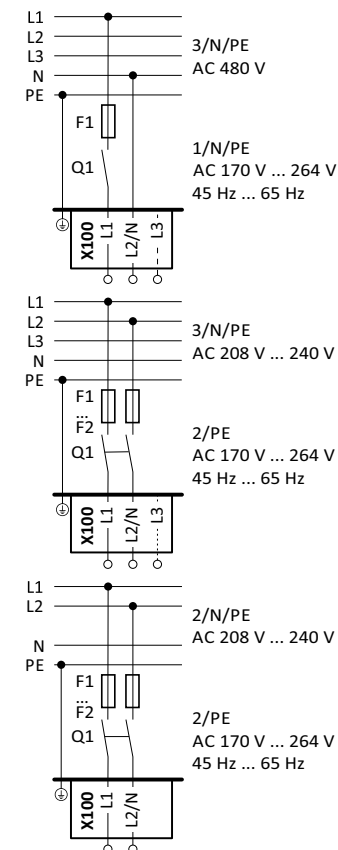 L1
L2
L3
N
PE
3/N/PE
AC 480 V
F1
Q1
1/N/PE
AC 170 V ... 264 V
45 Hz ... 65 Hz
X100
L1
L2/N
L3
L1
L2
L3
N
PE
3/N/PE
AC 208 V ... 240 V
F1
...
F2
Q1
2/PE
AC 170 V ... 264 V
45 Hz ... 65 Hz
X100
L1
L2/N
L3
L1
L2
N
PE
2/N/PE
AC 208 V ... 240 V
F1
...
F2
Q1
2/PE
AC 170 V ... 264 V
45 Hz ... 65 Hz
X100
L1
L2/N